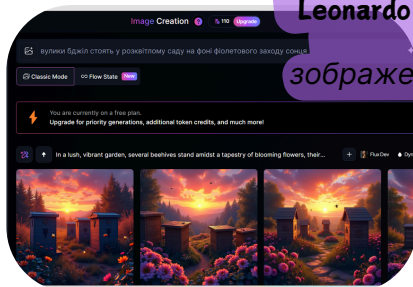 Leonardo
Image Creation ? 110 Upgrade
вулики бджіл стоять у розквітлому саду на фоні фіолетового заходу сонця
зображе
Classic Mode Flow State New
You are currently on a free plan.
Upgrade for priority generations, additional token credits, and much more!
In a lush, vibrant garden, several beehives stand amidst a tapestry of blooming flowers, their... Flux Dev Dyn